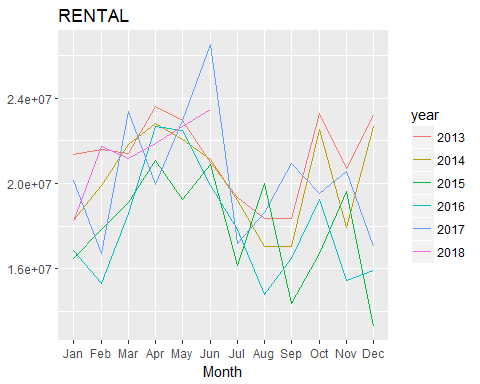 RENTAL
2.4e+07
2.0e+07
1.6e+07
Jan Feb Mar Apr May Jun Jul Aug Sep Oct Nov Dec
Month
year
2013
2014
2015
2016
2017
2018